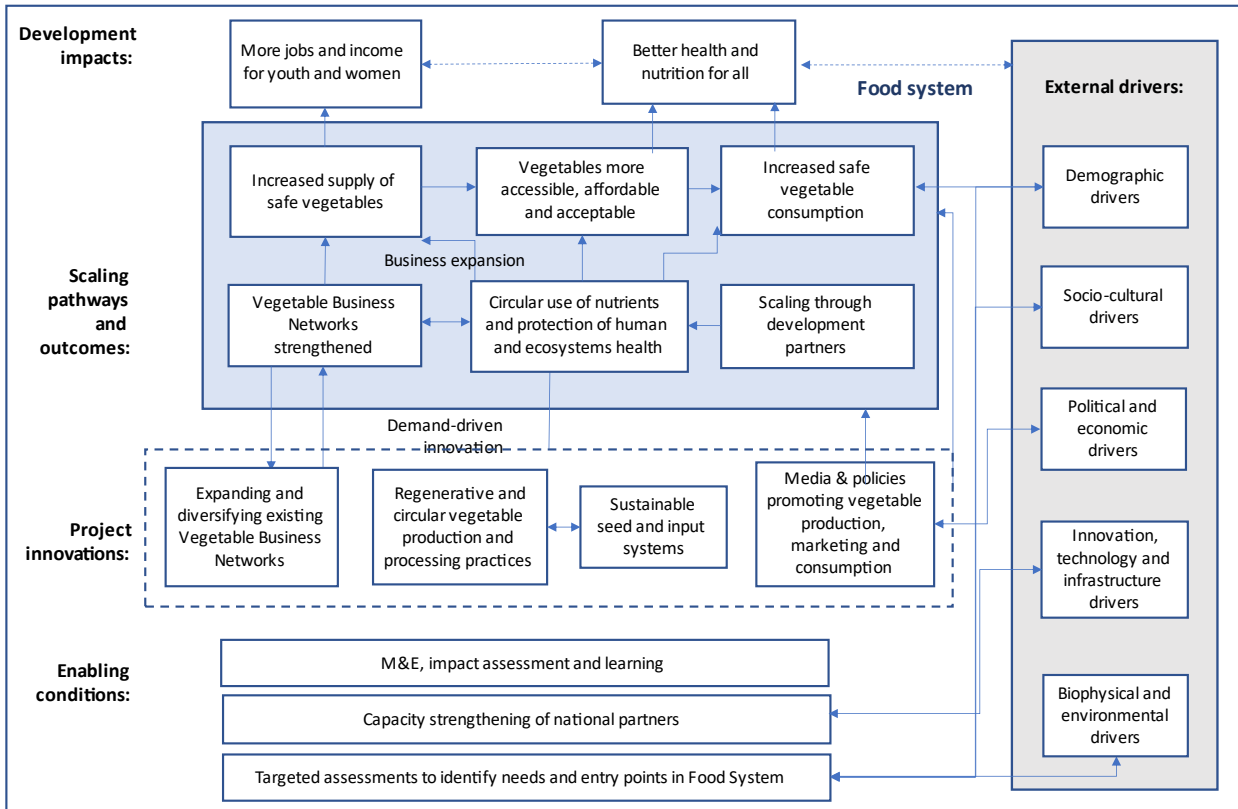 Development
impacts:
More jobs and income
for youth and women
Better health and
nutrition for all
Food system
External drivers:
Increased supply of
safe vegetables
Vegetables more
accessible, affordable
and acceptable
Increased safe
vegetable
consumption
Demographic
drivers
Business expansion
Scaling
pathways
and
outcomes:
Vegetable Business
Networks
strengthened
Circular use of nutrients
and protection of human
and ecosystems health
Scaling through
development
partners
Socio-cultural
drivers
Demand-driven
innovation
Political and
economic
drivers
Project
innovations:
Expanding and
diversifying existing
Vegetable Business
Networks
Regenerative and
circular vegetable
production and
processing practices
Sustainable
seed and input
systems
Media & policies
promoting vegetable
production,
marketing and
consumption
Innovation,
technology and
infrastructure
drivers
Enabling
conditions:
M&E, impact assessment and learning
Capacity strengthening of national partners
Targeted assessments to identify needs and entry points in Food System
Biophysical and
environmental
drivers